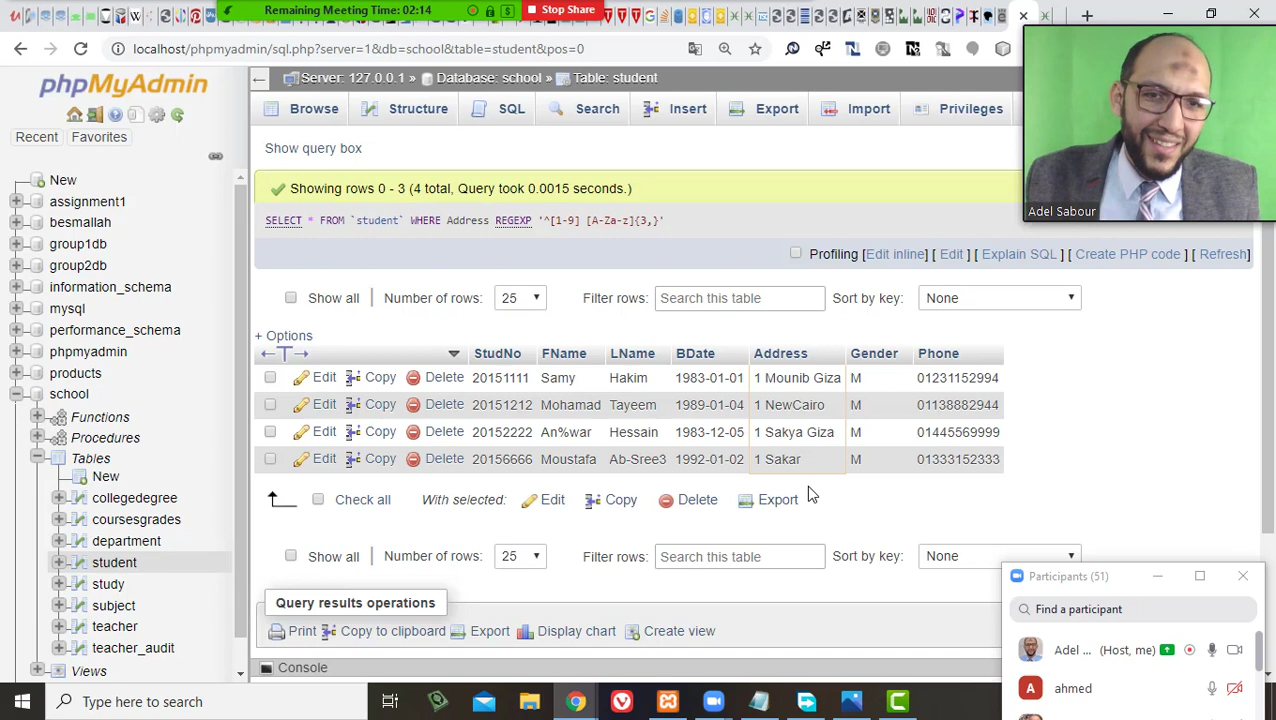 Remaining Meeting Time: 02:14
Stop Share
localhost/phpmyadmin/sql.php?server=1&db=school&table=student&pos=0
phpMyAdmin
Recent
Favorites
New
assignment1
besmallah
group1db
group2db
information_schema
mysql
performance_schema
phpmyadmin
products
school
Functions
Procedures
Tables
New
collegedegree
coursesgrades
department
student
study
subject
teacher
teacher_audit
Views
Server: 127.0.0.1 » Database: school » Table: student
Browse Structure SQL Search Insert Export Import Privileges
Show query box
Showing rows 0 - 3 (4 total, Query took 0.0015 seconds.)
SELECT * FROM `student` WHERE Address REGEXP '^[1-9] [A-Za-z]{3,}'
Profiling [Edit inline] [ Edit ] [ Explain SQL ] [ Create PHP code ] [ Refresh]
Show all Number of rows: 25 Filter rows: Search this table Sort by key: None
+ Options
StudNo FName LName BDate Address Gender Phone
Edit Copy Delete 20151111 Samy Hakim 1983-01-01 1 Mounib Giza M 01231152994
Edit Copy Delete 20151212 Mohamad Tayeem 1989-01-04 1 NewCairo M 01138882944
Edit Copy Delete 20152222 An%war Hessain 1983-12-05 1 Sakya Giza M 01445569999
Edit Copy Delete 20156666 Moustafa Ab-Sree3 1992-01-02 1 Sakar M 01333152333
Check all With selected: Edit Copy Delete Export
Show all Number of rows: 25 Filter rows: Search this table Sort by key: None
Query results operations
Print Copy to clipboard Export Display chart Create view
Console
Adel Sabour
Participants (51)
Find a participant
Adel ... (Host, me)
A ahmed
Type here to search